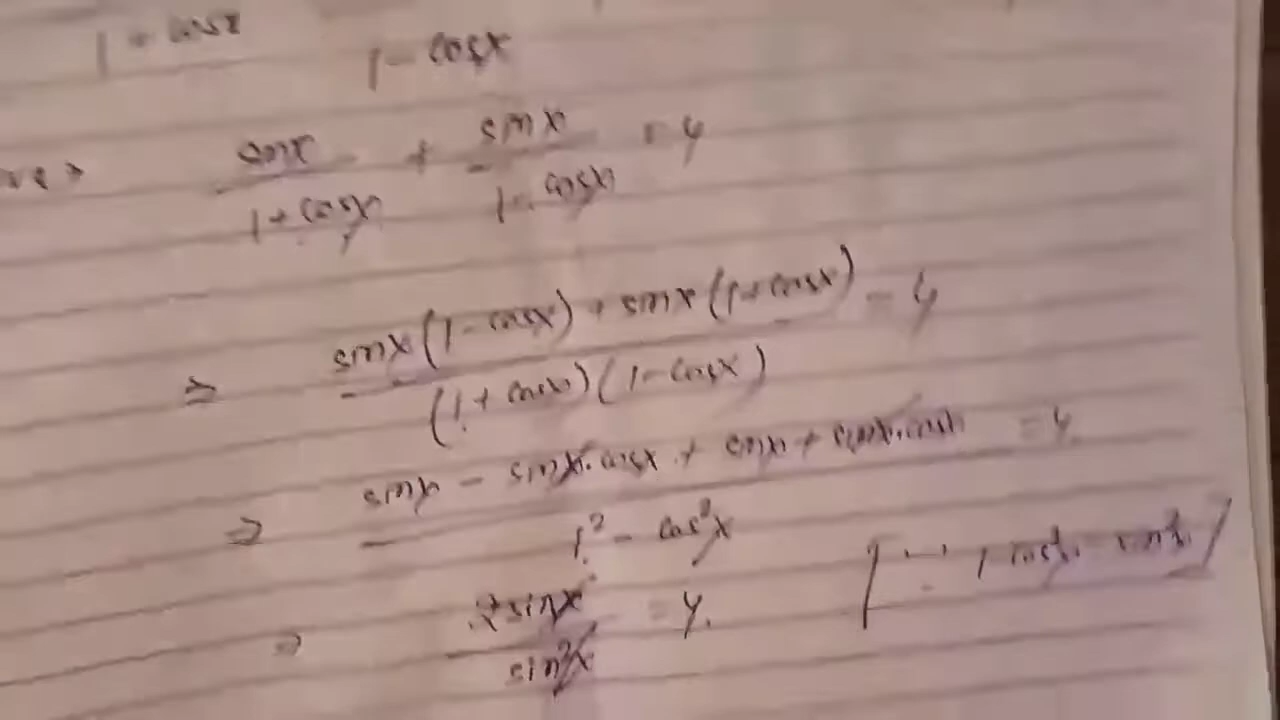 1 + cosx 1 - cosx
sinx/1+cosx + sinx/1-cosx = 4
⇒ sinx(1-cosx) + sinx(1+cosx)/(1+cosx)(1-cosx) = 4
⇒ sinx - sinx.cosx + sinx + sinx.cosx/1² - cos²x = 4
⇒ 2sinx/sin²x = 4.